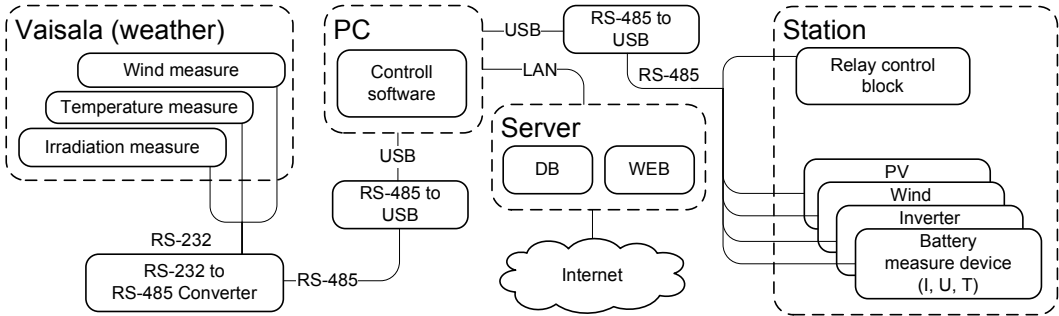 Vaisala (weather)
Wind measure
Temperature measure
Irradiation measure
RS-232
RS-232 to
RS-485 Converter
RS-485
PC
Controll
software
USB
RS-485 to
USB
USB
RS-485 to
USB
RS-485
LAN
Server
DB
WEB
Internet
Station
Relay control
block
PV
Wind
Inverter
Battery
measure device
(I, U, T)